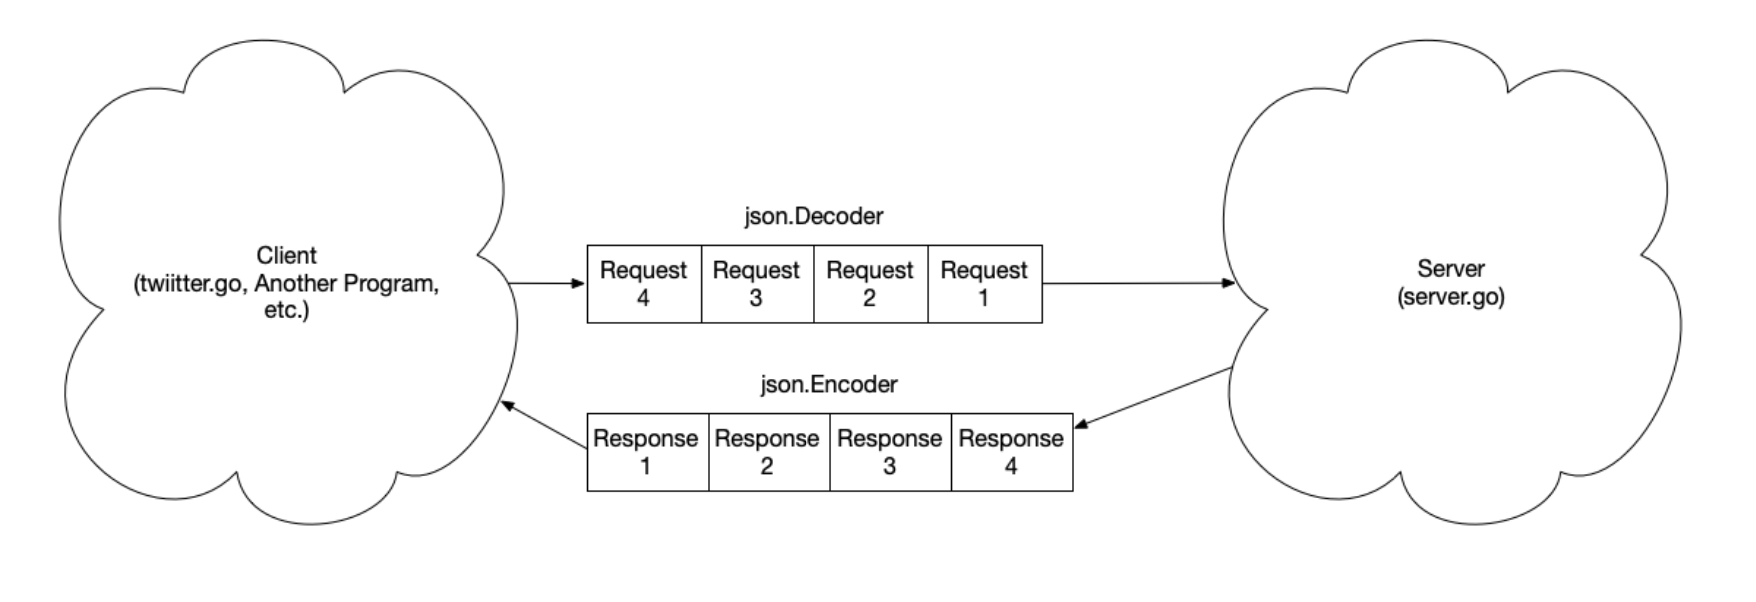 json.Decoder
Client
(twiitter.go, Another Program,
etc.)
Request
4
Request
3
Request
2
Request
1
Server
(server.go)
json.Encoder
Response
1
Response
2
Response
3
Response
4